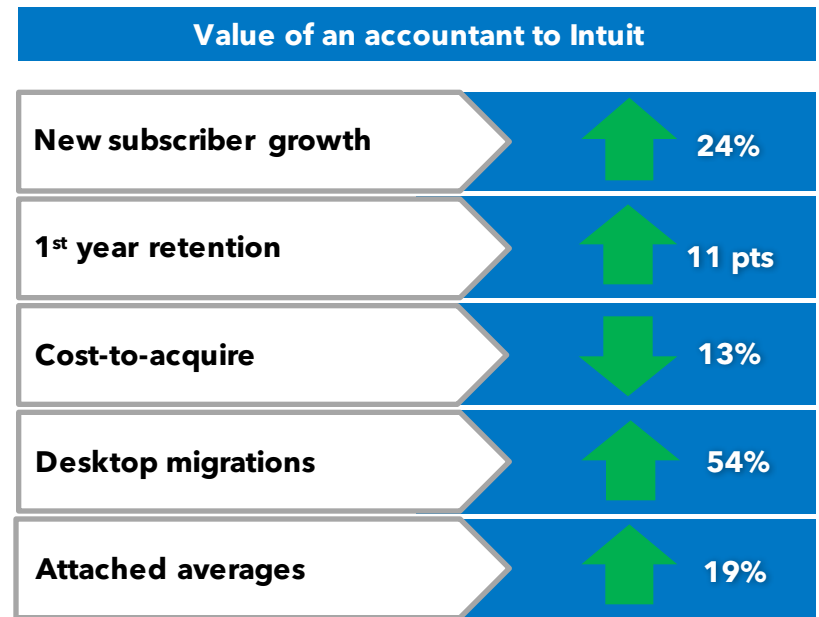 Value of an accountant to Intuit
New subscriber growth
24%
1st year retention
11 pts
Cost-to-acquire
13%
Desktop migrations
54%
Attached averages
19%